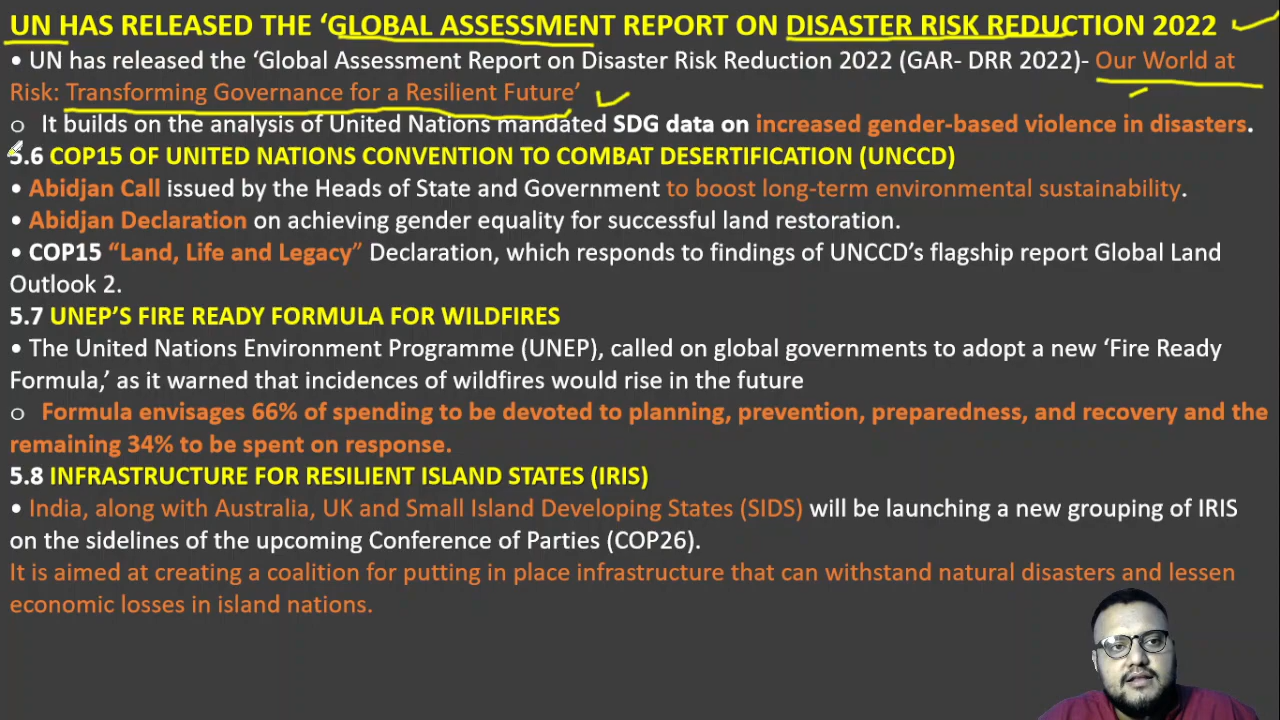 UN HAS RELEASED THE ‘GLOBAL ASSESSMENT REPORT ON DISASTER RISK REDUCTION 2022
• UN has released the ‘Global Assessment Report on Disaster Risk Reduction 2022 (GAR- DRR 2022)- Our World at
Risk: Transforming Governance for a Resilient Future’
o It builds on the analysis of United Nations mandated SDG data on increased gender-based violence in disasters.
5.6 COP15 OF UNITED NATIONS CONVENTION TO COMBAT DESERTIFICATION (UNCCD)
• Abidjan Call issued by the Heads of State and Government to boost long-term environmental sustainability.
• Abidjan Declaration on achieving gender equality for successful land restoration.
• COP15 “Land, Life and Legacy” Declaration, which responds to findings of UNCCD’s flagship report Global Land
Outlook 2.
5.7 UNEP’S FIRE READY FORMULA FOR WILDFIRES
• The United Nations Environment Programme (UNEP), called on global governments to adopt a new ‘Fire Ready
Formula,’ as it warned that incidences of wildfires would rise in the future
o Formula envisages 66% of spending to be devoted to planning, prevention, preparedness, and recovery and the
remaining 34% to be spent on response.
5.8 INFRASTRUCTURE FOR RESILIENT ISLAND STATES (IRIS)
• India, along with Australia, UK and Small Island Developing States (SIDS) will be launching a new grouping of IRIS
on the sidelines of the upcoming Conference of Parties (COP26).
It is aimed at creating a coalition for putting in place infrastructure that can withstand natural disasters and lessen
economic losses in island nations.